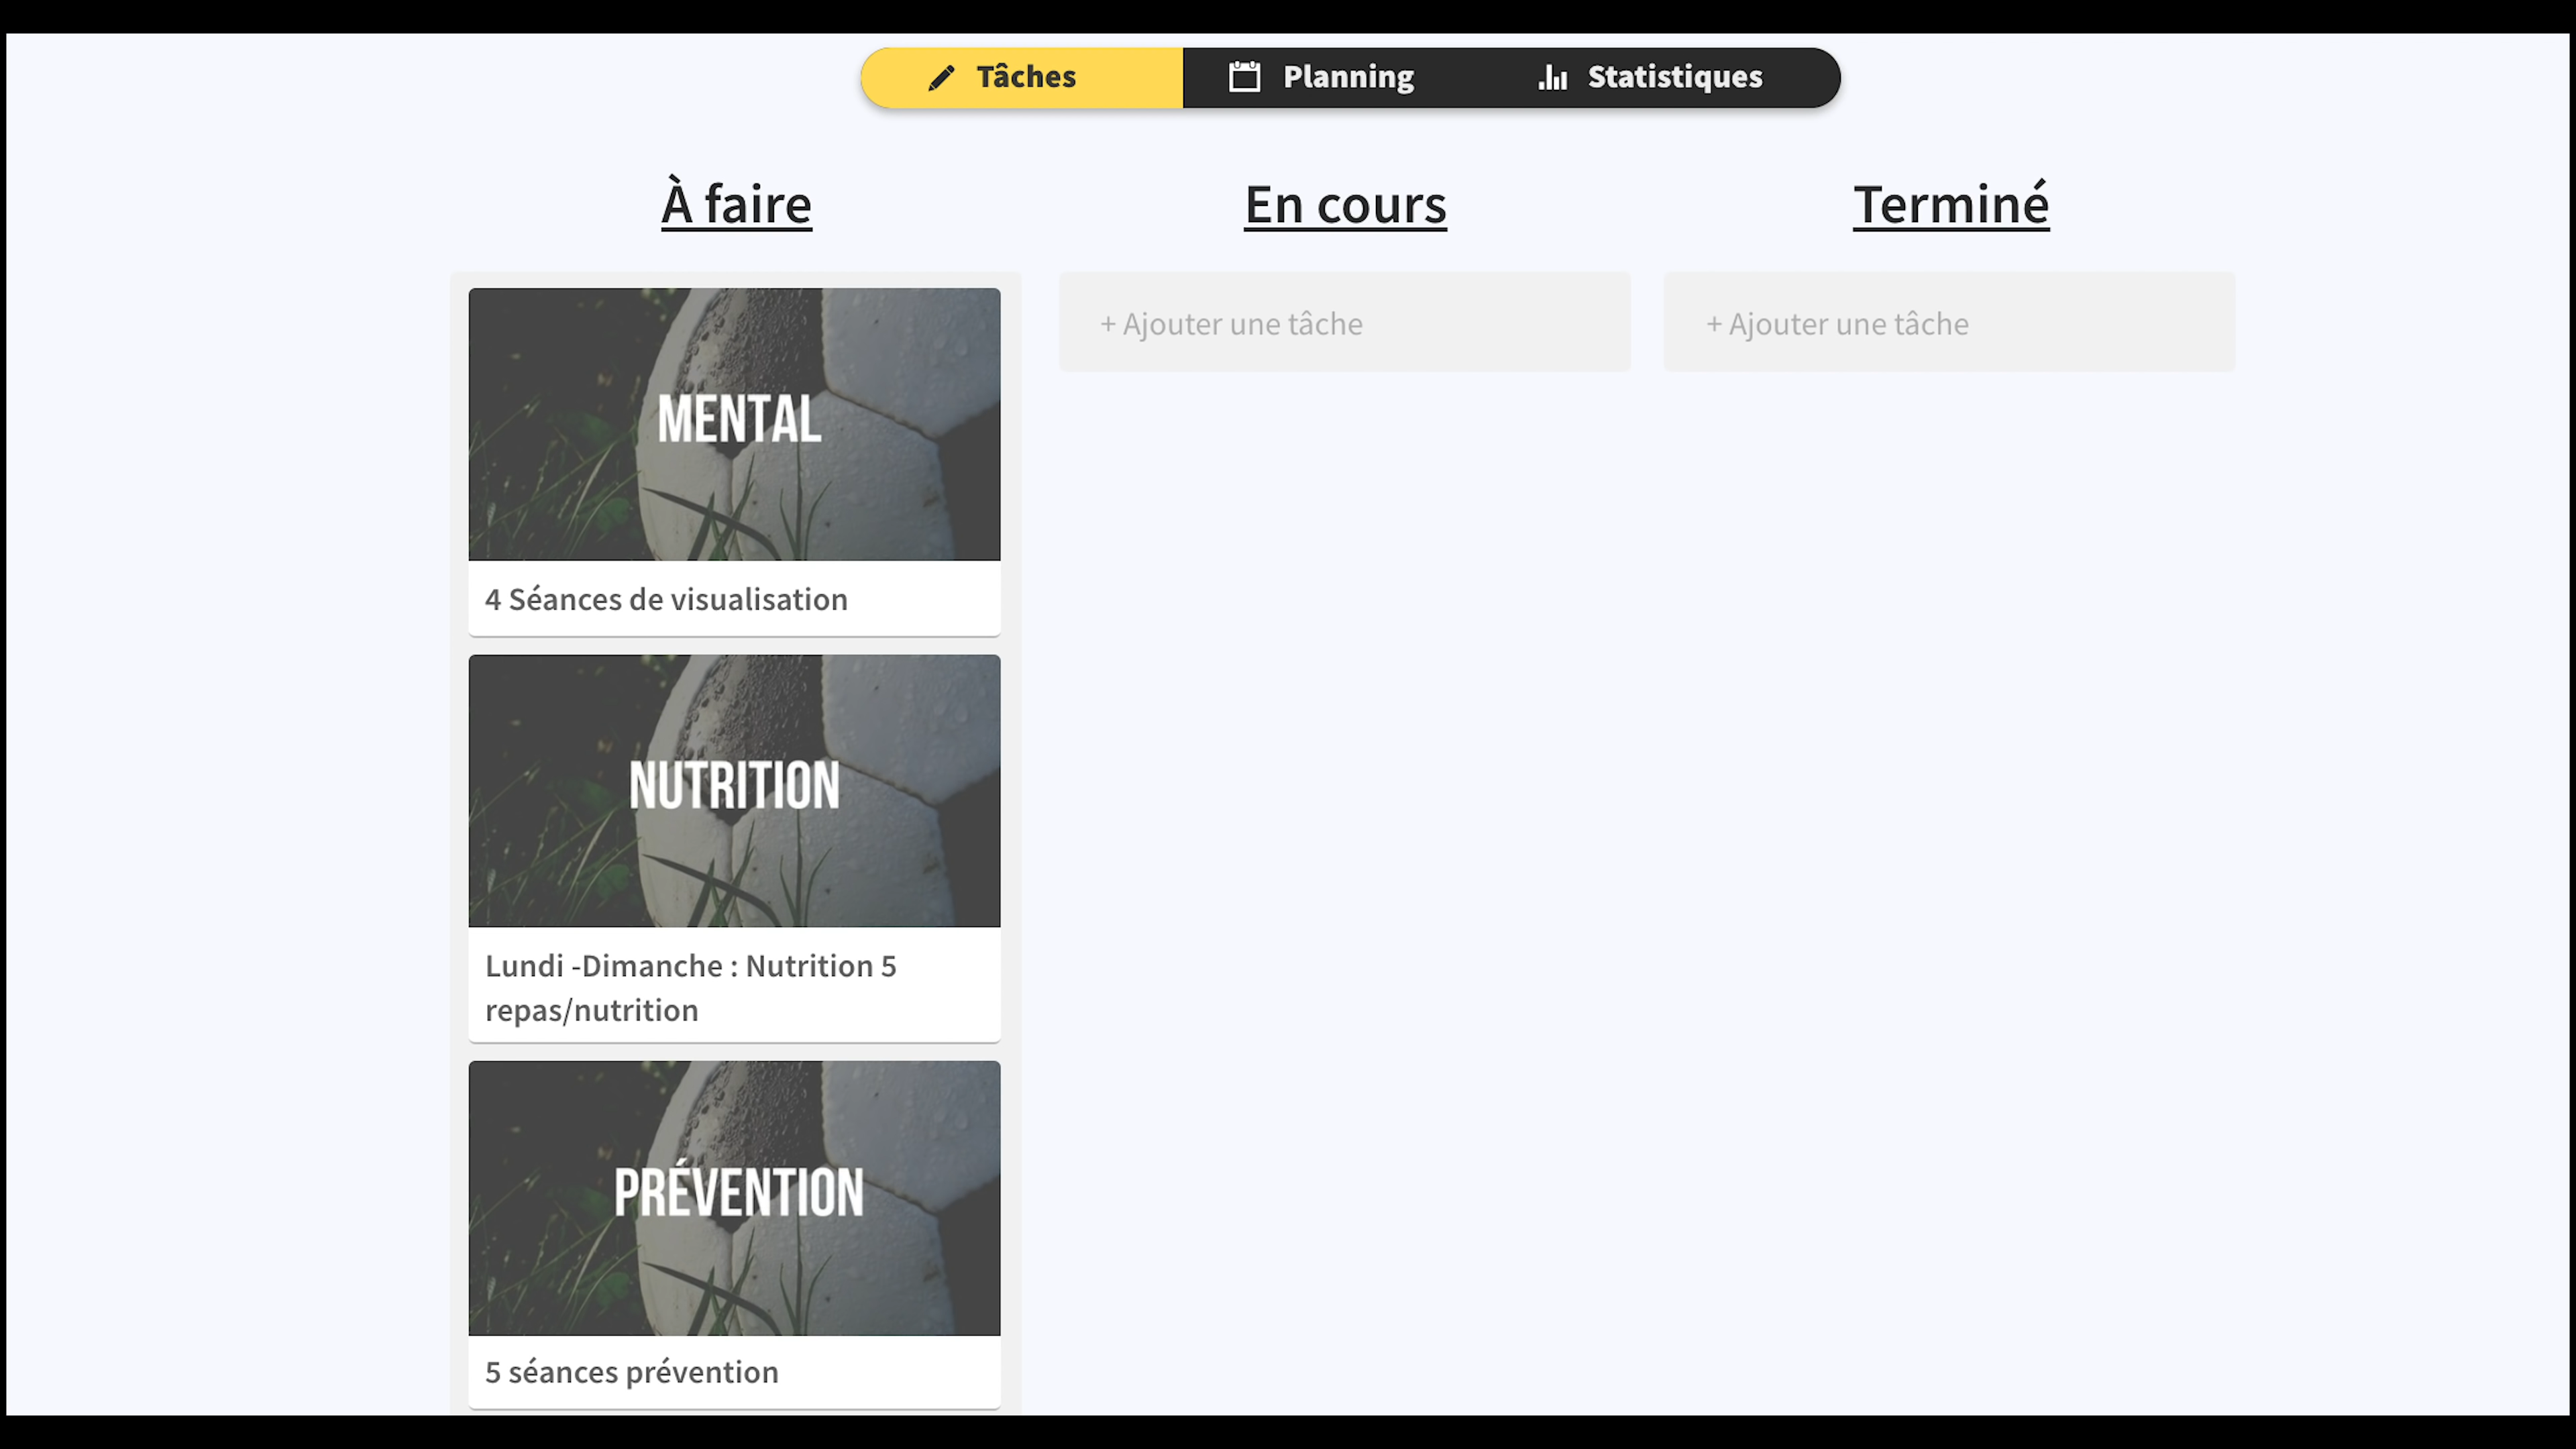 Tâches
Planning
Statistiques
À faire
En cours
Terminé
MENTAL
4 Séances de visualisation
NUTRITION
Lundi -Dimanche : Nutrition 5
repas/nutrition
PRÉVENTION
5 séances prévention
+ Ajouter une tâche
+ Ajouter une tâche